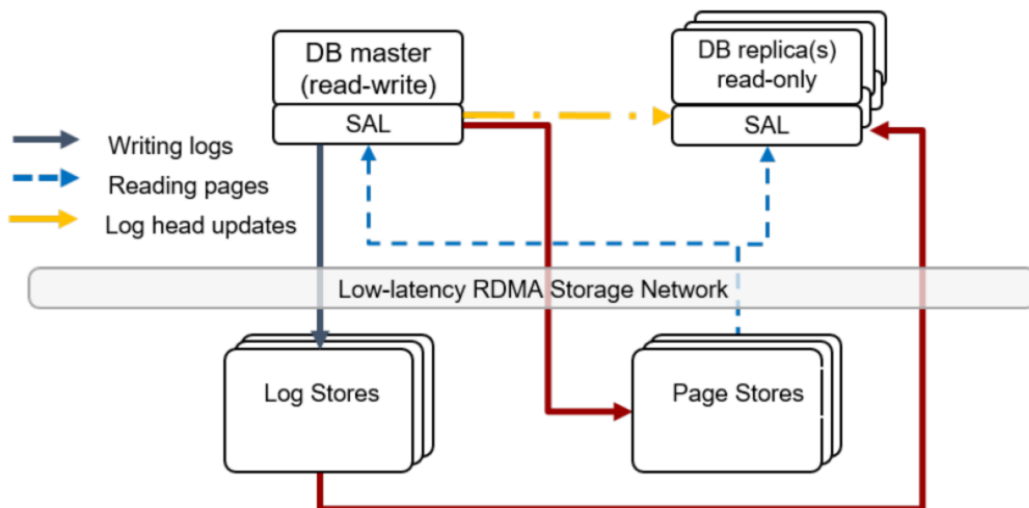 DB master
(read-write)
SAL
DB replica(s)
read-only
SAL
Writing logs
Reading pages
Log head updates
Low-latency RDMA Storage Network
Log Stores
Page Stores